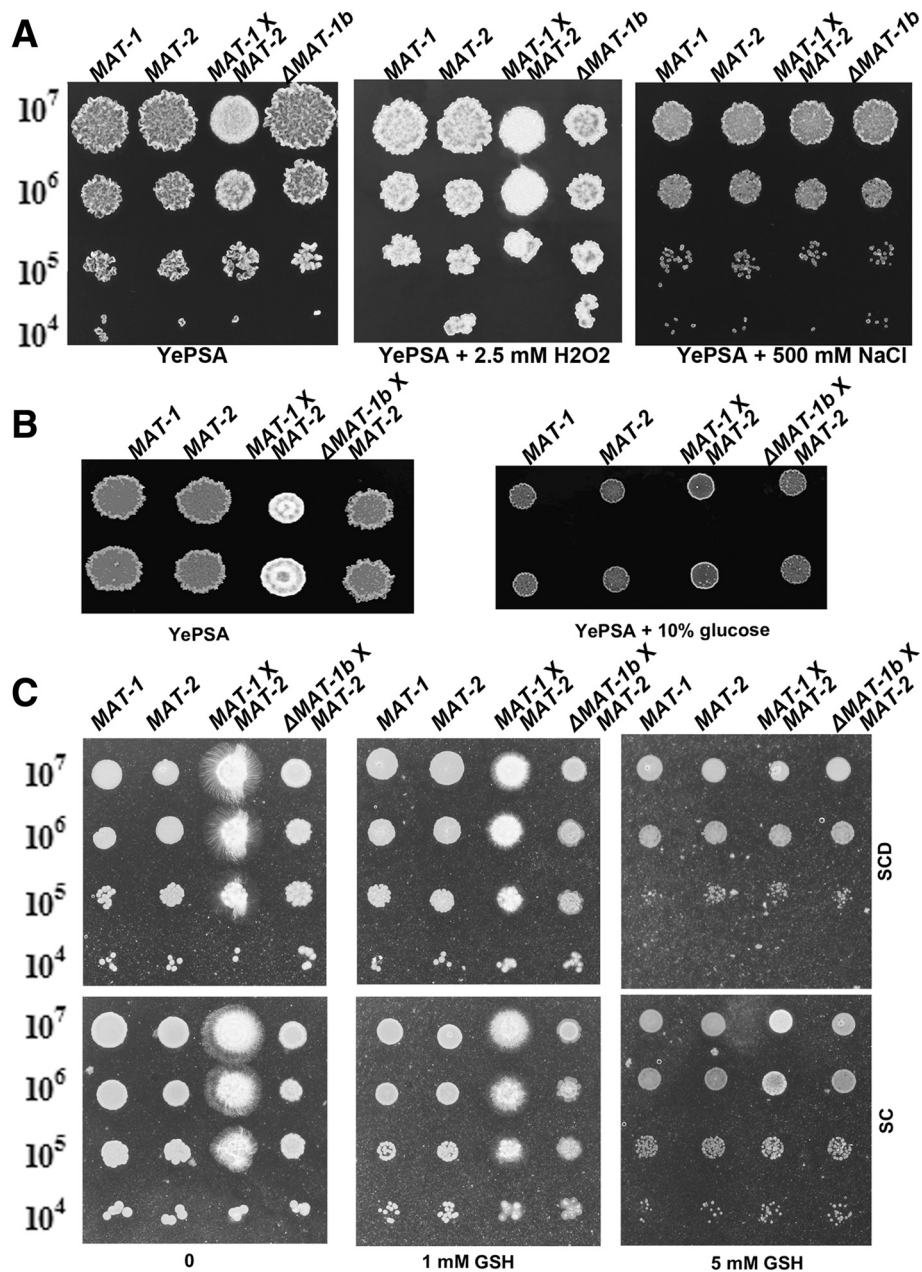 A
MAT-1 MAT-2 MAT-1 X MAT-2 ΔMAT-1b MAT-1 MAT-2 MAT-1 X MAT-2 ΔMAT-1b MAT-1 MAT-2 MAT-1 X MAT-2 ΔMAT-1b
10⁷
10⁶
10⁵
10⁴
YePSA YePSA + 2.5 mM H2O2 YePSA + 500 mM NaCl
B
MAT-1 MAT-2 MAT-1 X MAT-2 ΔMAT-1b X MAT-2 MAT-1 MAT-2 MAT-1 X MAT-2 ΔMAT-1b X MAT-2
YePSA YePSA + 10% glucose
C
MAT-1 MAT-2 MAT-1 X MAT-2 ΔMAT-1b X MAT-2 MAT-1 MAT-2 MAT-1 X MAT-2 ΔMAT-1b X MAT-2 MAT-1 MAT-2 MAT-1 X MAT-2 ΔMAT-1b X MAT-2
10⁷
10⁶
10⁵
10⁴
SCD
10⁷
10⁶
10⁵
10⁴
SC
0 1 mM GSH 5 mM GSH